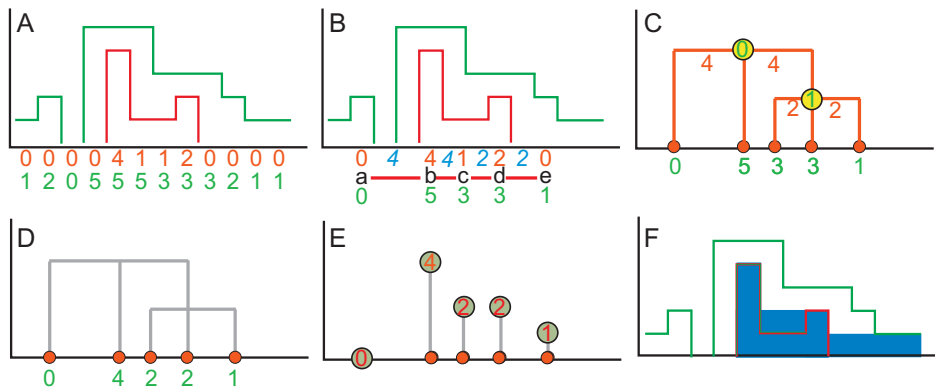 A
0 0 0 0 4 1 1 2 0 0 0 0
1 2 0 5 5 5 3 3 3 2 1 1
B
0 4 4 4 1 2 2 2 0
a b c d e
0 5 3 3 1
C
0
4 4
1
2 2
0 5 3 3 1
D
0 4 2 2 1
E
4
2 2
1
0
F